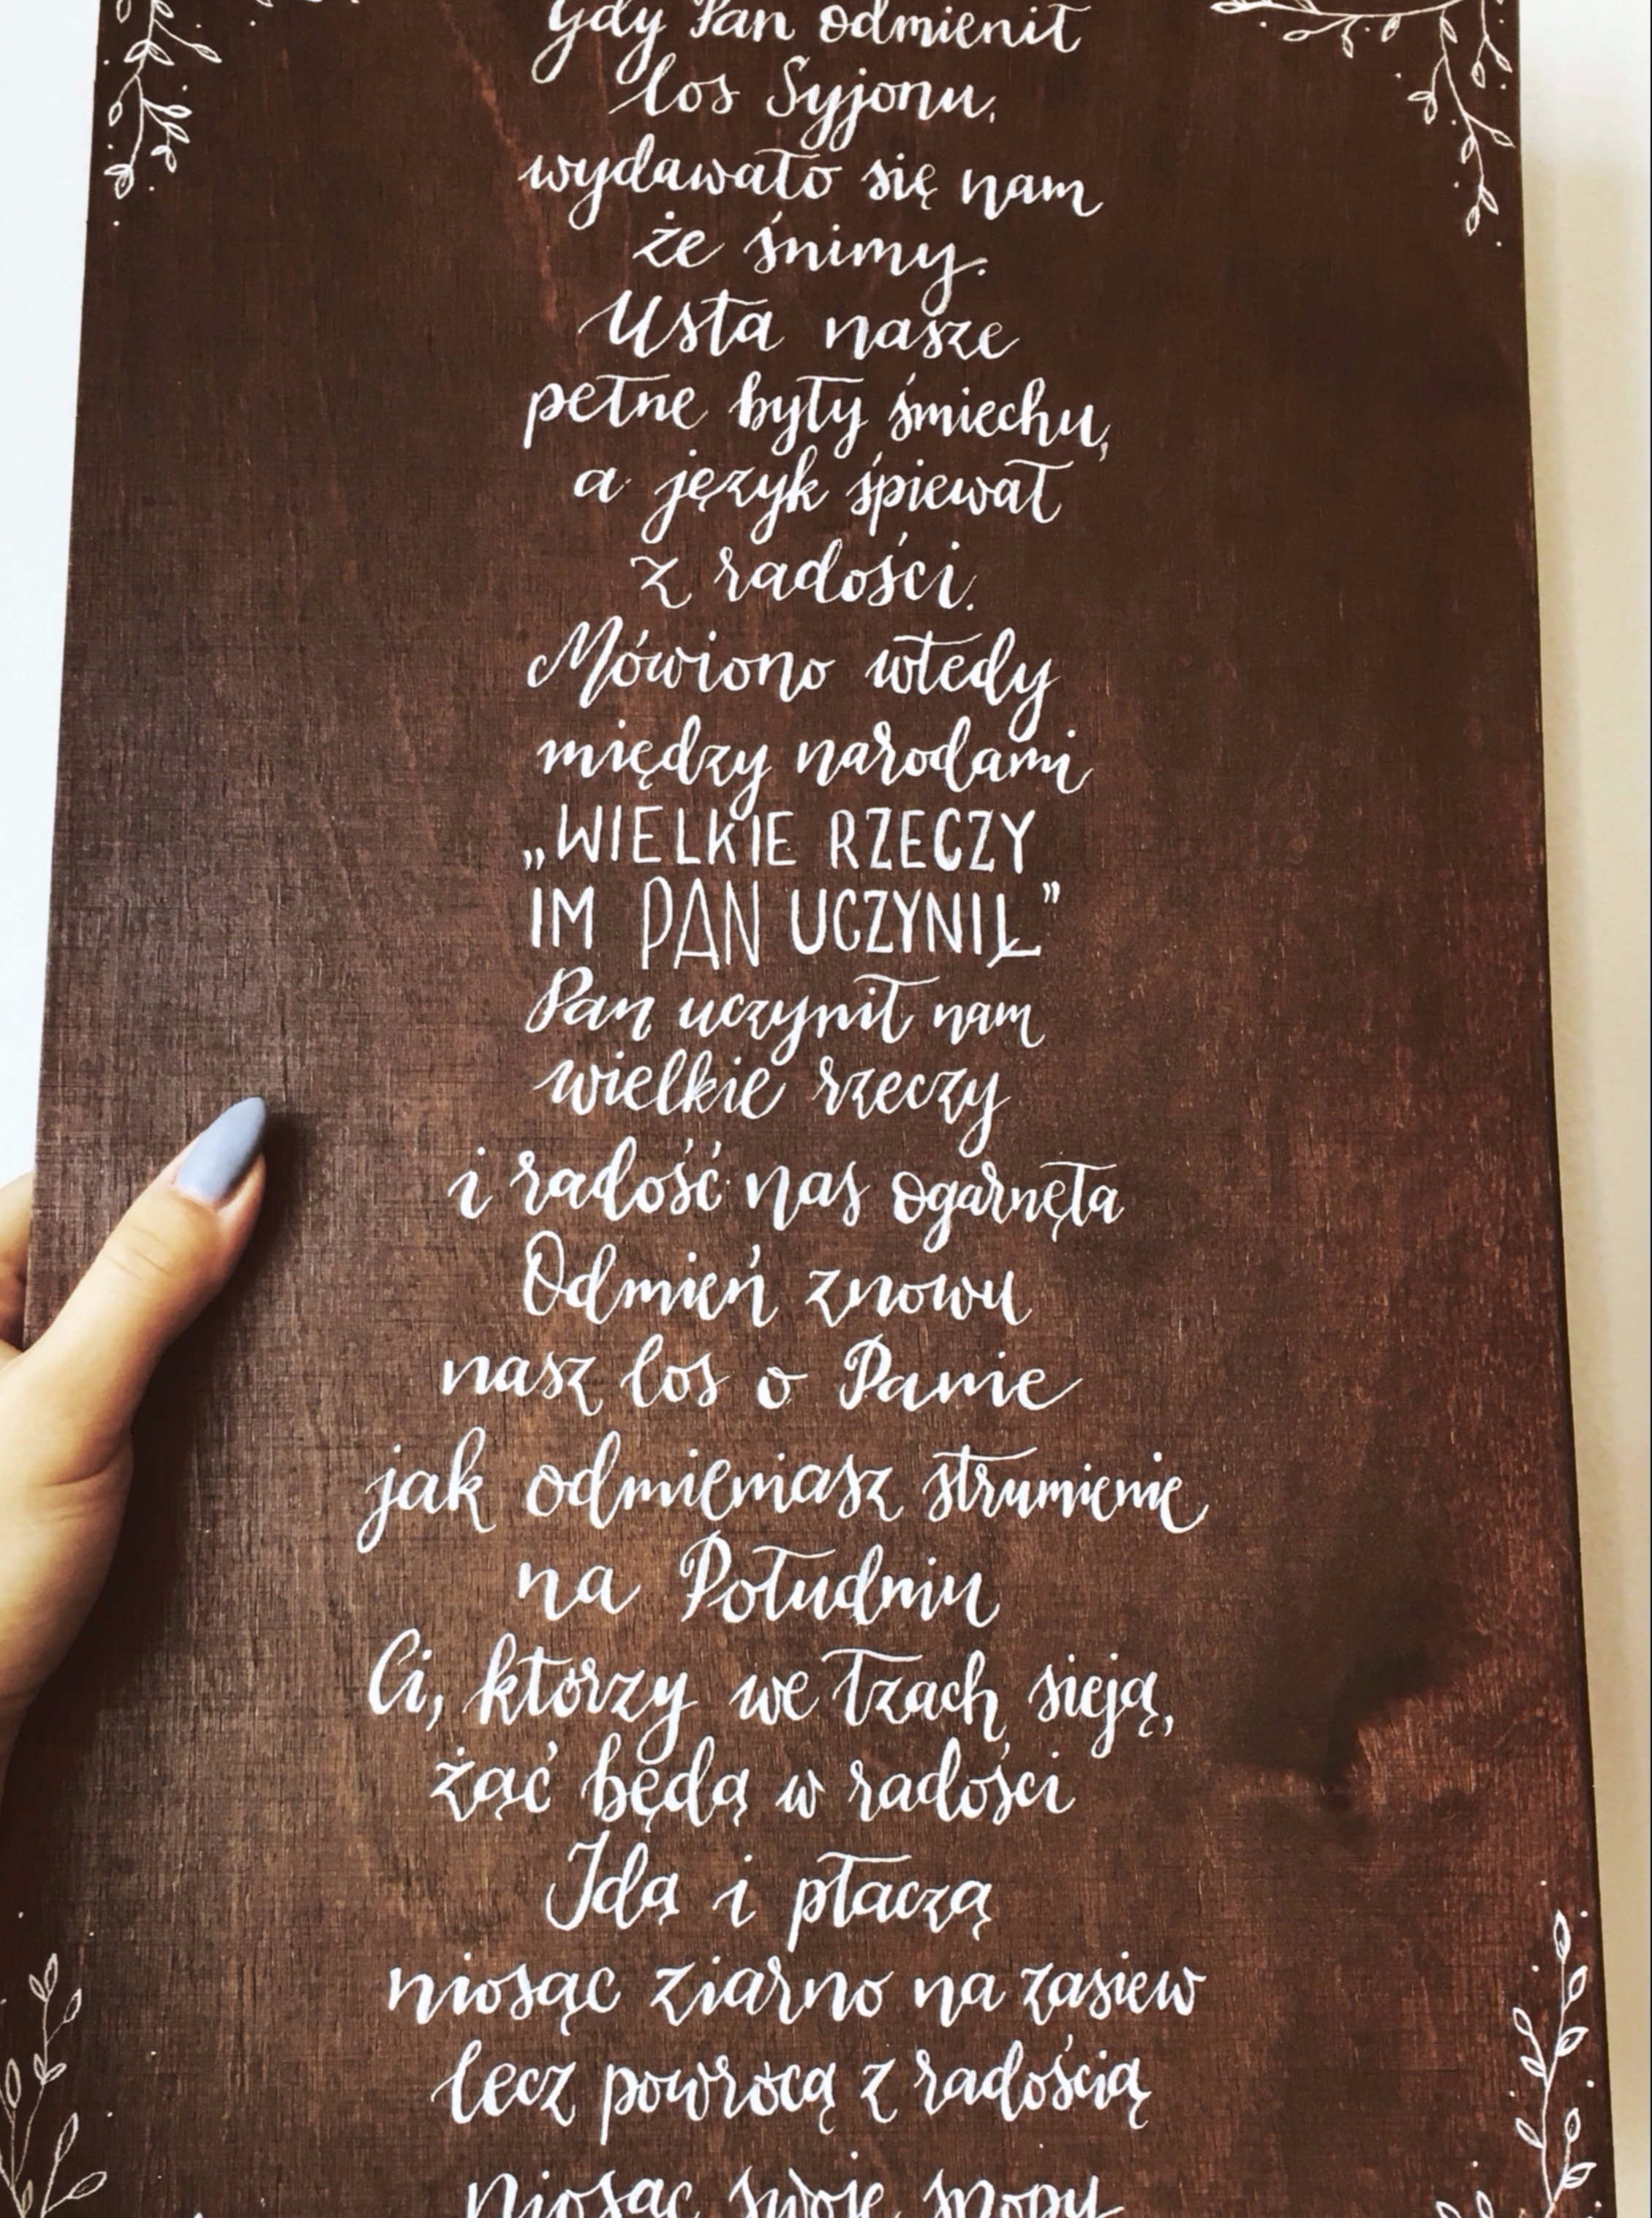 Gdy Pan odmienił
los Syjonu,
wydawało się nam
że śnimy.
Usta nasze
pełne były śmiechu,
a język śpiewał
z radości.
Mówiono wtedy
między narodami
„WIELKIE RZECZY
IM PAN UCZYNIŁ”
Pan uczynił nam
wielkie rzeczy
i radość nas ogarnęła
Odmień znowu
nasz los o Panie
jak odmieniasz strumienie
na Południu
Ci, którzy we łzach sieją,
żąć będą w radości
Idą i płaczą
niosąc ziarno na zasiew
lecz powrócą z radością
niosąc swoje snopy